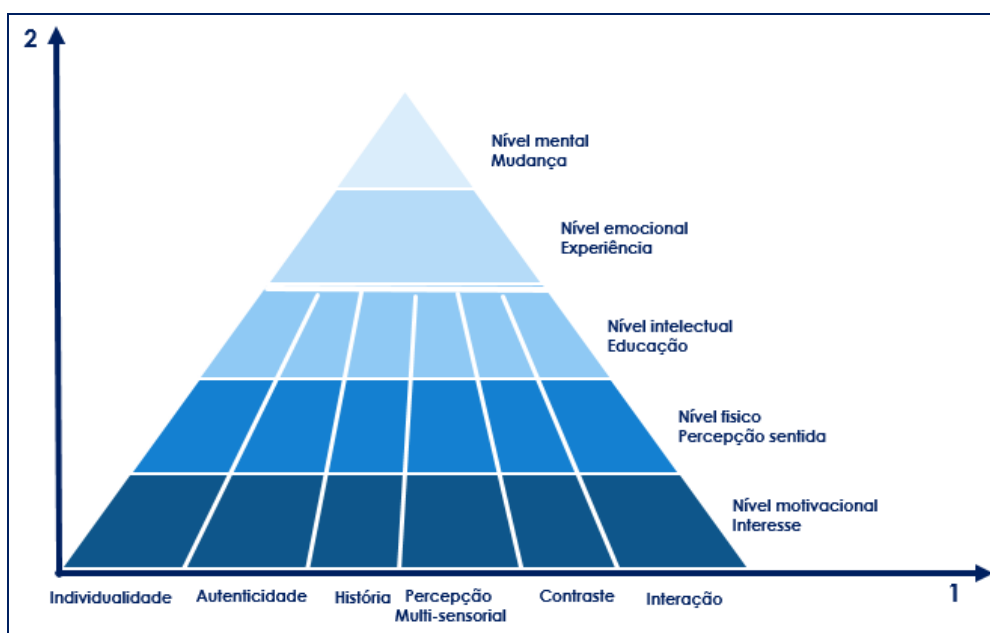 2
Nível mental
Mudança
Nível emocional
Experiência
Nível intelectual
Educação
Nível fisico
Percepção sentida
Nível motivacional
Interesse
Individualidade
Autenticidade
História
Percepção
Multi-sensorial
Contraste
Interação
1